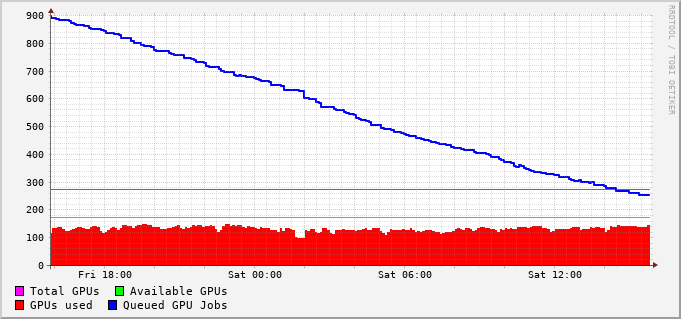 900
800
700
600
500
400
300
200
100
0
Fri 18:00 Sat 00:00 Sat 06:00 Sat 12:00
Total GPUs Available GPUs
GPUs used Queued GPU Jobs
RRDTOOL / TOBI OETIKER